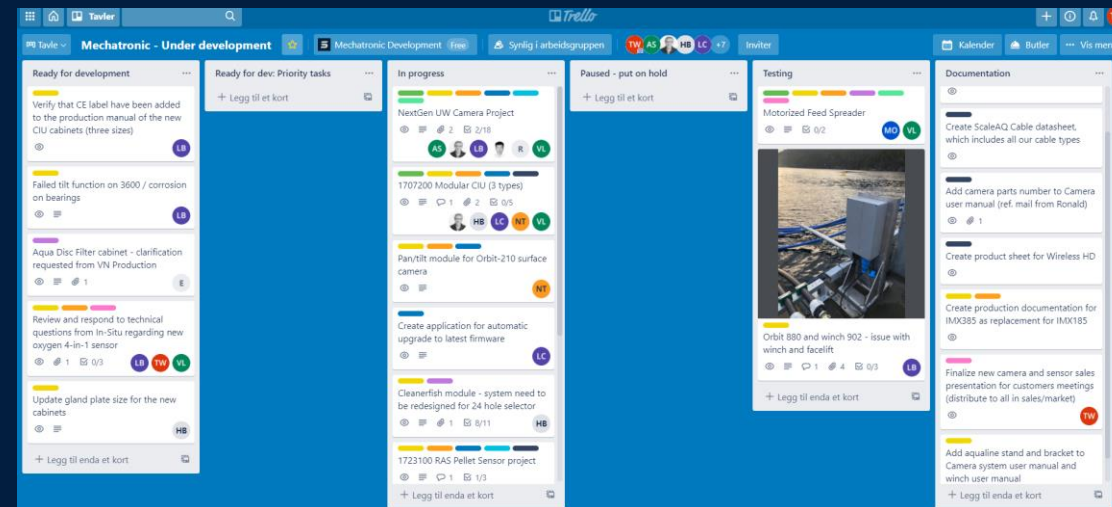 Tavler
Trello
Tavle
Mechatronic - Under development
Mechatronic Development Free
Synlig i arbeidsgruppen
TW AS HB LC +7
Inviter
Kalender
Butler
Vis men
Ready for development
Verify that CE label have been added
to the production manual of the new
CIU cabinets (three sizes)
LB
Failed tilt function on 3600 / corrosion
on bearings
LB
Aqua Disc Filter cabinet - clarification
requested from VN Production
1
E
Review and respond to technical
questions from In-Situ regarding new
oxygen 4-in-1 sensor
1 0/3
LB TW VL
Update gland plate size for the new
cabinets
HB
+ Legg til enda et kort
Ready for dev: Priority tasks
+ Legg til et kort
In progress
NextGen UW Camera Project
2 2/18
AS LB R VL
1707200 Modular CIU (3 types)
1 2 0/5
HB LC NT VL
Pan/tilt module for Orbit-210 surface
camera
NT
Create application for automatic
upgrade to latest firmware
LC
Cleanerfish module - system need to
be redesigned for 24 hole selector
1 8/11
HB
1723100 RAS Pellet Sensor project
1 1/3
+ Legg til enda et kort
Paused - put on hold
+ Legg til et kort
Testing
Motorized Feed Spreader
0/2
MO VL
Orbit 880 and winch 902 - issue with
winch and facelift
1 4 0/3
LB
+ Legg til enda et kort
Documentation
Create ScaleAQ Cable datasheet,
which includes all our cable types
Add camera parts number to Camera
user manual (ref. mail from Ronald)
1
Create product sheet for Wireless HD
Create production documentation for
IMX385 as replacement for IMX185
Finalize new camera and sensor sales
presentation for customers meetings
(distribute to all in sales/market)
TW
Add aqualine stand and bracket to
Camera system user manual and
winch user manual
+ Legg til enda et kort